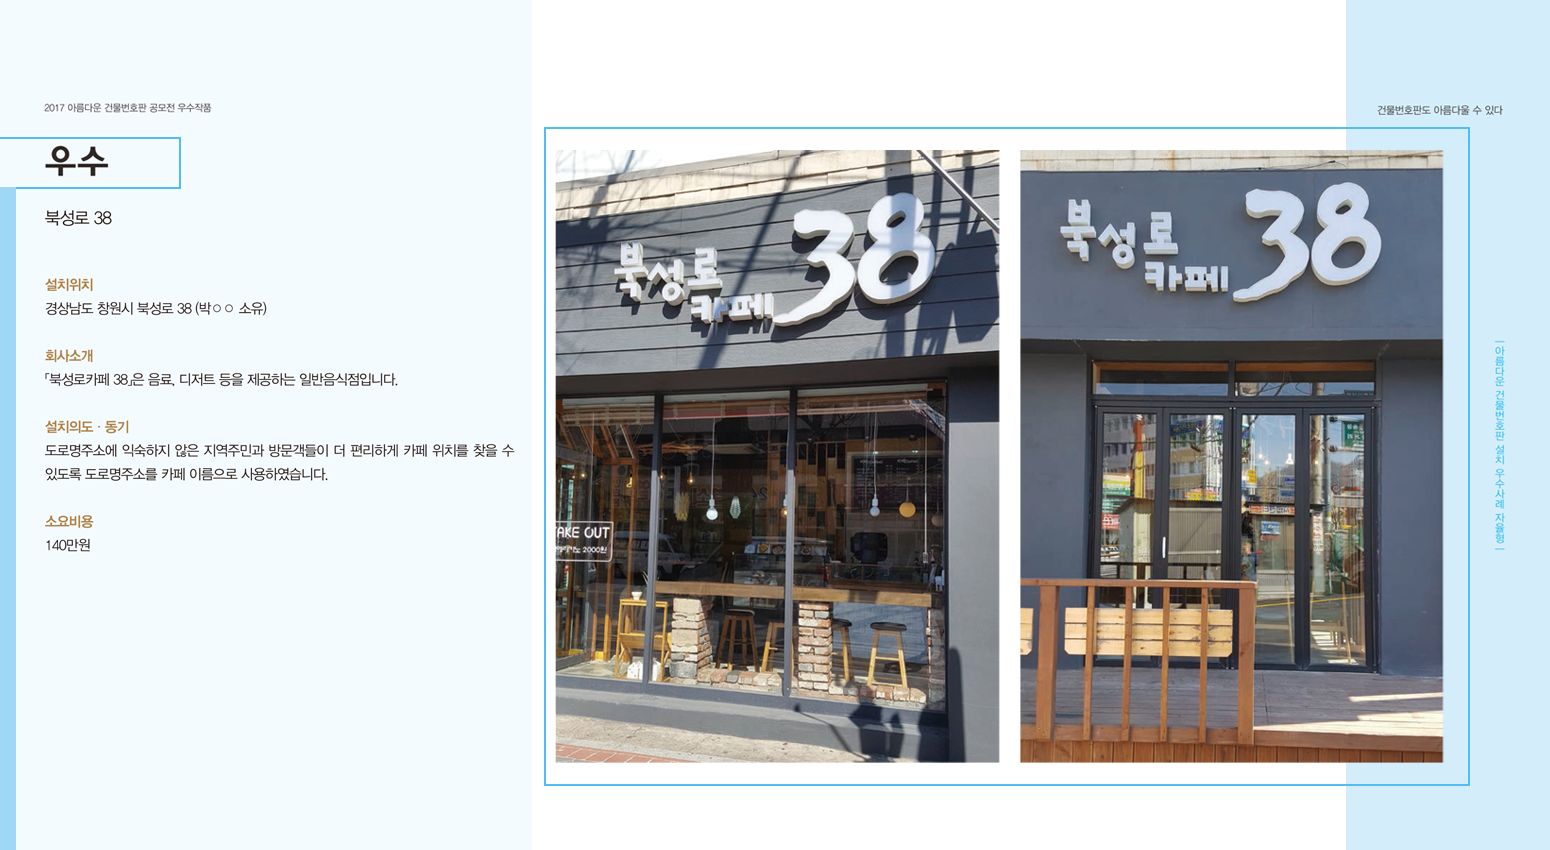 2017 아름다운 건물번호판 공모전 우수작품
우수
북성로 38
설치위치
경상남도 창원시 북성로 38 (박○○ 소유)
회사소개
「북성로카페 38」은 음료, 디저트 등을 제공하는 일반음식점입니다.
설치의도 · 동기
도로명주소에 익숙하지 않은 지역주민과 방문객들이 더 편리하게 카페 위치를 찾을 수
있도록 도로명주소를 카페 이름으로 사용하였습니다.
소요비용
140만원
건물번호판도 아름다울 수 있다
북성로 38
카페
TAKE OUT
2000원
북성로 38
카페
|아름다운 건물번호판 설치 우수사례 자율형|